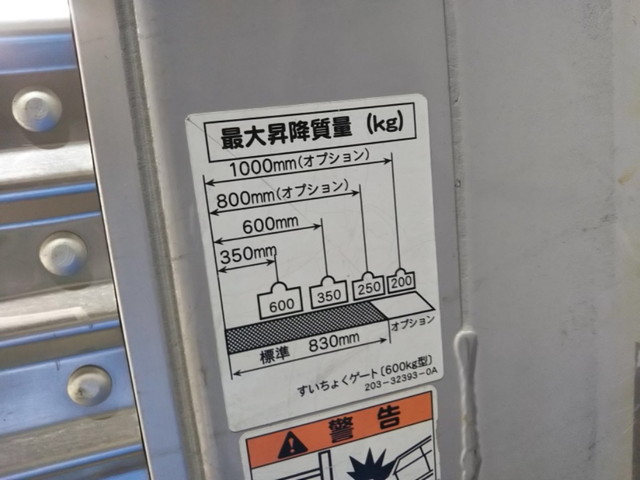 最大昇降質量 (kg)
1000mm(オプション)
800mm(オプション)
600mm
350mm
600 350 250 200
標準 830mm オプション
すいちょくゲート〔600kg型〕
203-32393-0A
警告